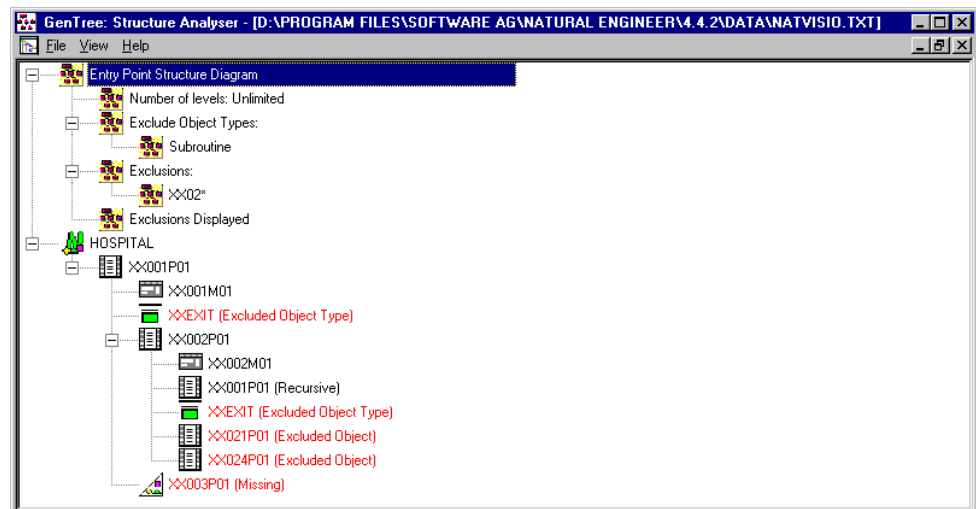 GenTree: Structure Analyser - [D:\PROGRAM FILES\SOFTWARE AG\NATURAL ENGINEER\4.4.2\DATA\NATVISIO.TXT]
File View Help
Entry Point Structure Diagram
Number of levels: Unlimited
Exclude Object Types:
Subroutine
Exclusions:
XX02*
Exclusions Displayed
HOSPITAL
XX001P01
XX001M01
XXEXIT (Excluded Object Type)
XX002P01
XX002M01
XX001P01 (Recursive)
XXEXIT (Excluded Object Type)
XX021P01 (Excluded Object)
XX024P01 (Excluded Object)
XX003P01 (Missing)